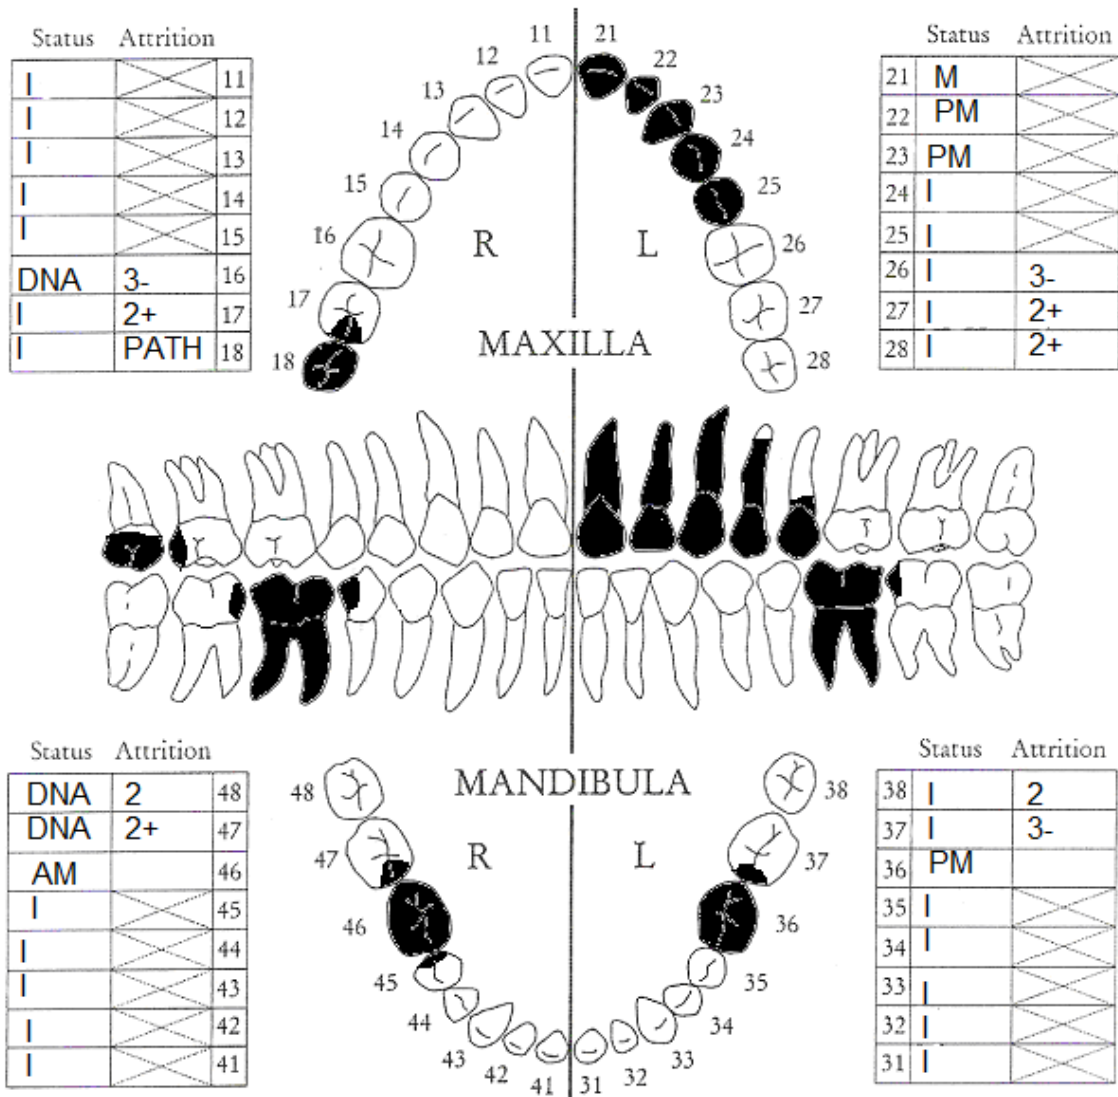 Status Attrition
I 11
I 12
I 13
I 14
I 15
DNA 3- 16
I 2+ 17
I PATH 18
11 21
12 22
13 23
14 24
15 25
16 26
17 27
18 28
R L
MAXILLA
Status Attrition
21 M
22 PM
23 PM
24 I
25 I
26 I 3-
27 I 2+
28 I 2+
Status Attrition
DNA 2 48
DNA 2+ 47
AM 46
I 45
I 44
I 43
I 42
I 41
MANDIBULA
48 38
47 37
R L
46 36
45 35
44 34
43 33
42 32
41 31
Status Attrition
38 I 2
37 I 3-
36 PM
35 I
34 I
33 I
32 I
31 I